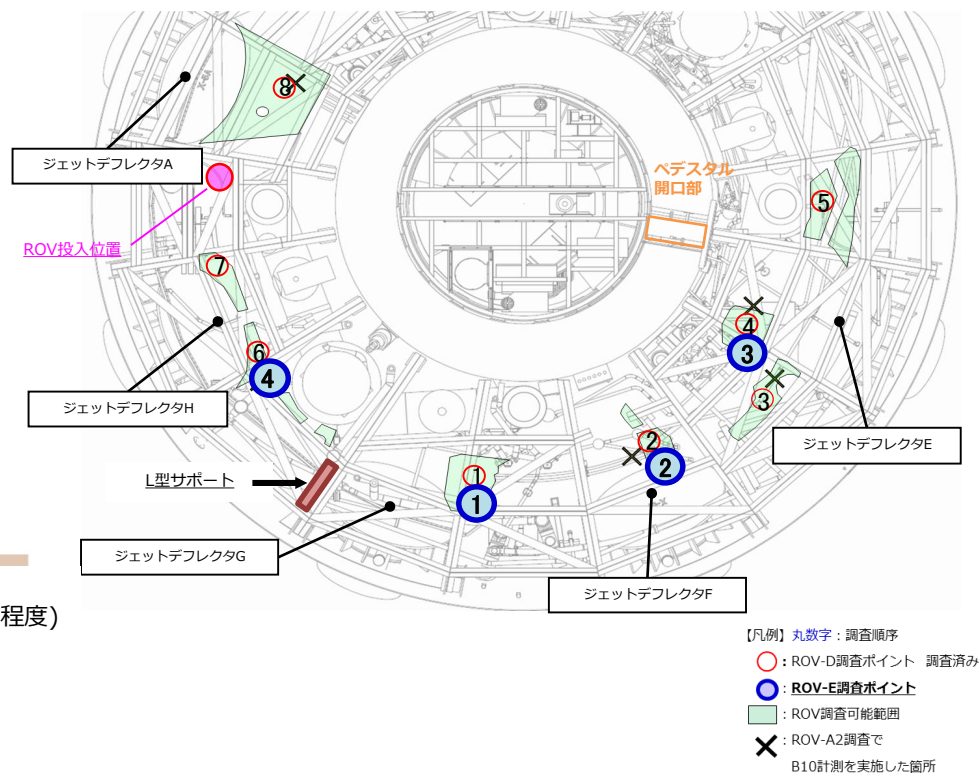 X-6A
8
ジェットデフレクタA
ペデスタル
開口部
5
ROV投入位置
7
4
3
6
4
ジェットデフレクタH
3
ジェットデフレクタE
2
2
L型サポート
1
1
ジェットデフレクタG
ジェットデフレクタF
程度)
【凡例】 丸数字：調査順序
：ROV-D調査ポイント 調査済み
：ROV-E調査ポイント
：ROV調査可能範囲
：ROV-A2調査で
B10計測を実施した箇所